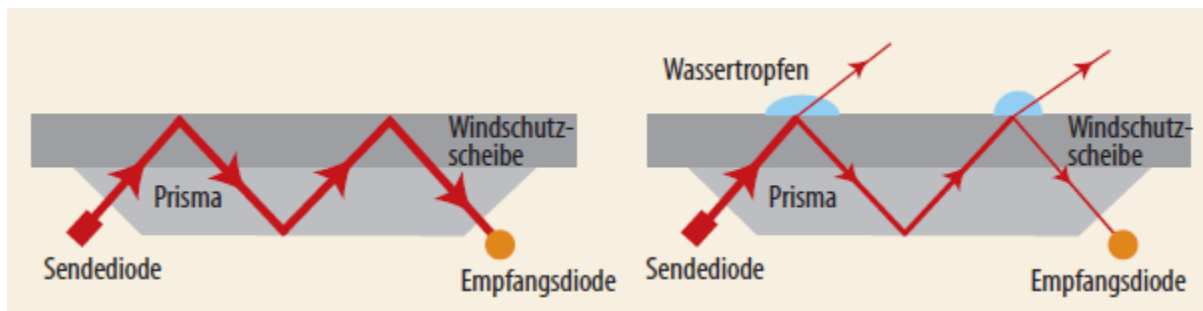 Windschutz-
scheibe
Prisma
Sendediode
Empfangsdiode
Wassertropfen
Windschutz-
scheibe
Prisma
Sendediode
Empfangsdiode